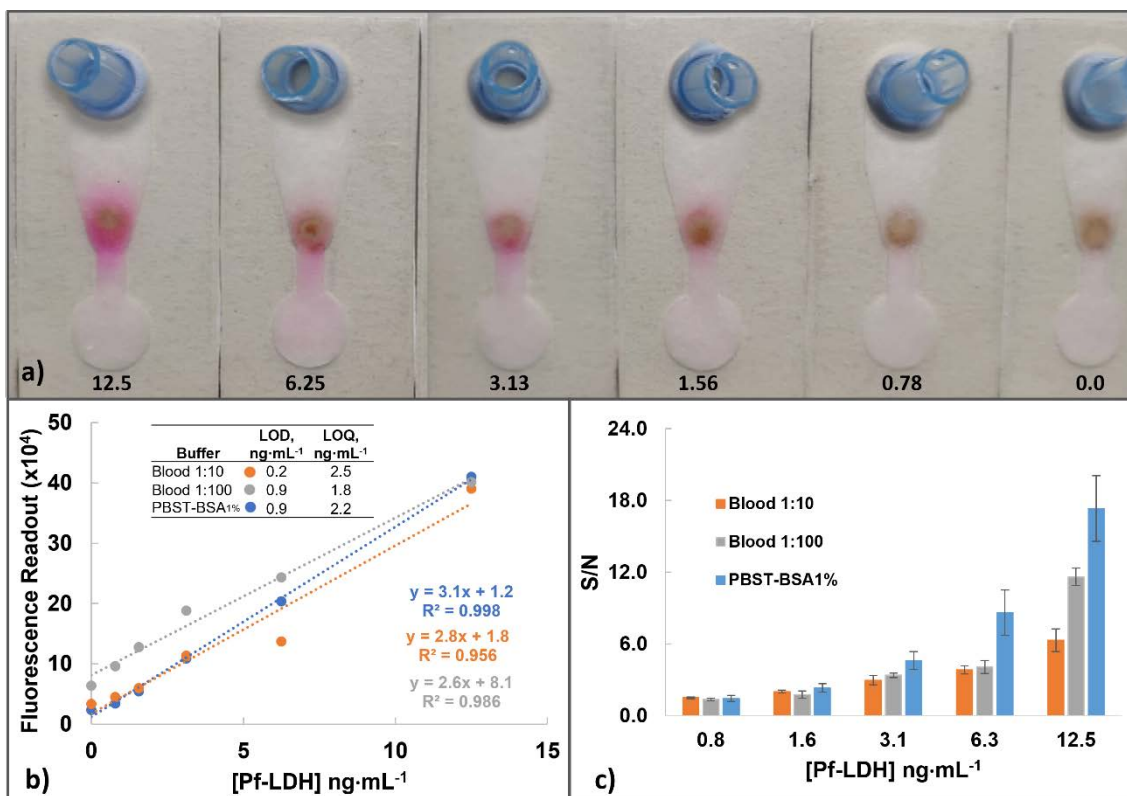 a)
12.5 6.25 3.13 1.56 0.78 0.0
Fluorescence Readout (x10⁴)
50
40
30
20
10
0
Buffer LOD, ng·mL⁻¹ LOQ, ng·mL⁻¹
Blood 1:10 0.2 2.5
Blood 1:100 0.9 1.8
PBST-BSA1% 0.9 2.2
y = 3.1x + 1.2
R² = 0.998
y = 2.8x + 1.8
R² = 0.956
y = 2.6x + 8.1
R² = 0.986
0 5 10 15
b)
[Pf-LDH] ng·mL⁻¹
S/N
24.0
18.0
12.0
6.0
0.0
Blood 1:10
Blood 1:100
PBST-BSA1%
0.8 1.6 3.1 6.3 12.5
c)
[Pf-LDH] ng·mL⁻¹